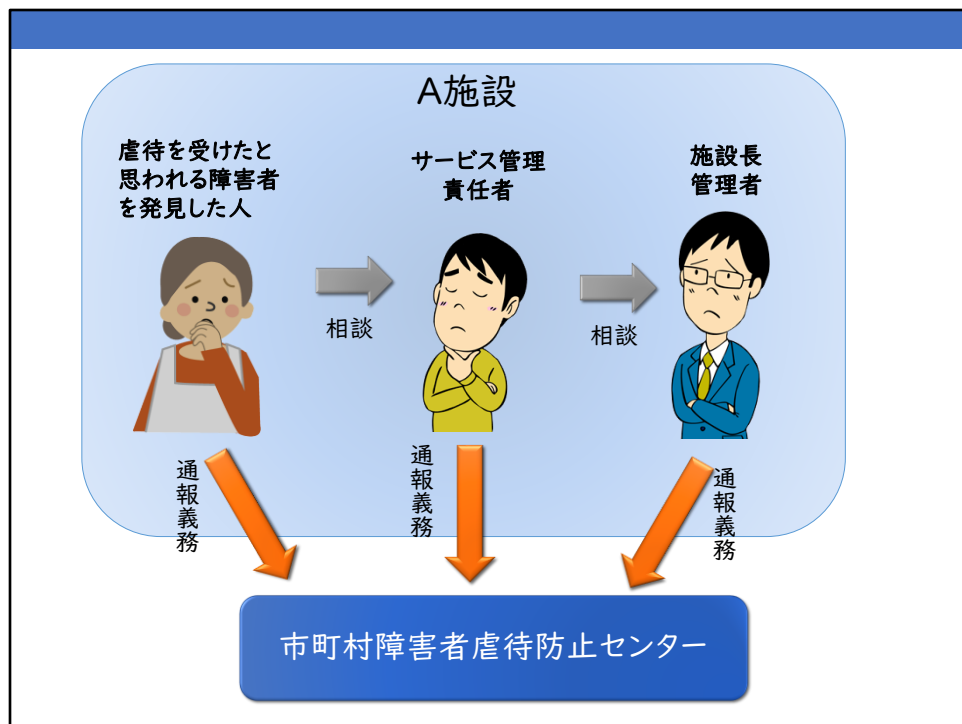 A施設
虐待を受けたと
思われる障害者
を発見した人
サービス管理
責任者
施設長
管理者
相談
相談
通報義務
通報義務
通報義務
市町村障害者虐待防止センター